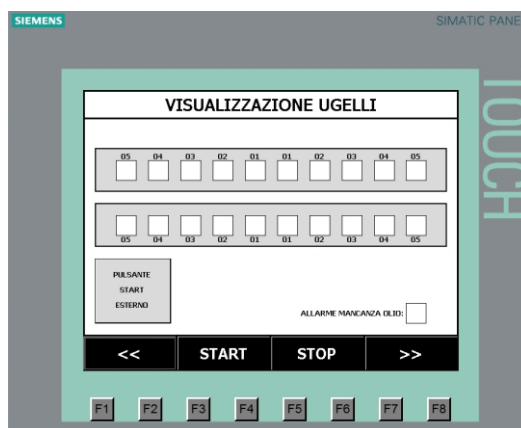 SIEMENS
SIMATIC PANE
TOUCH
VISUALIZZAZIONE UGELLI
05 04 03 02 01 01 02 03 04 05
05 04 03 02 01 01 02 03 04 05
PULSANTE
START
ESTERNO
ALLARME MANCANZA OLIO:
<< START STOP >>
F1 F2 F3 F4 F5 F6 F7 F8